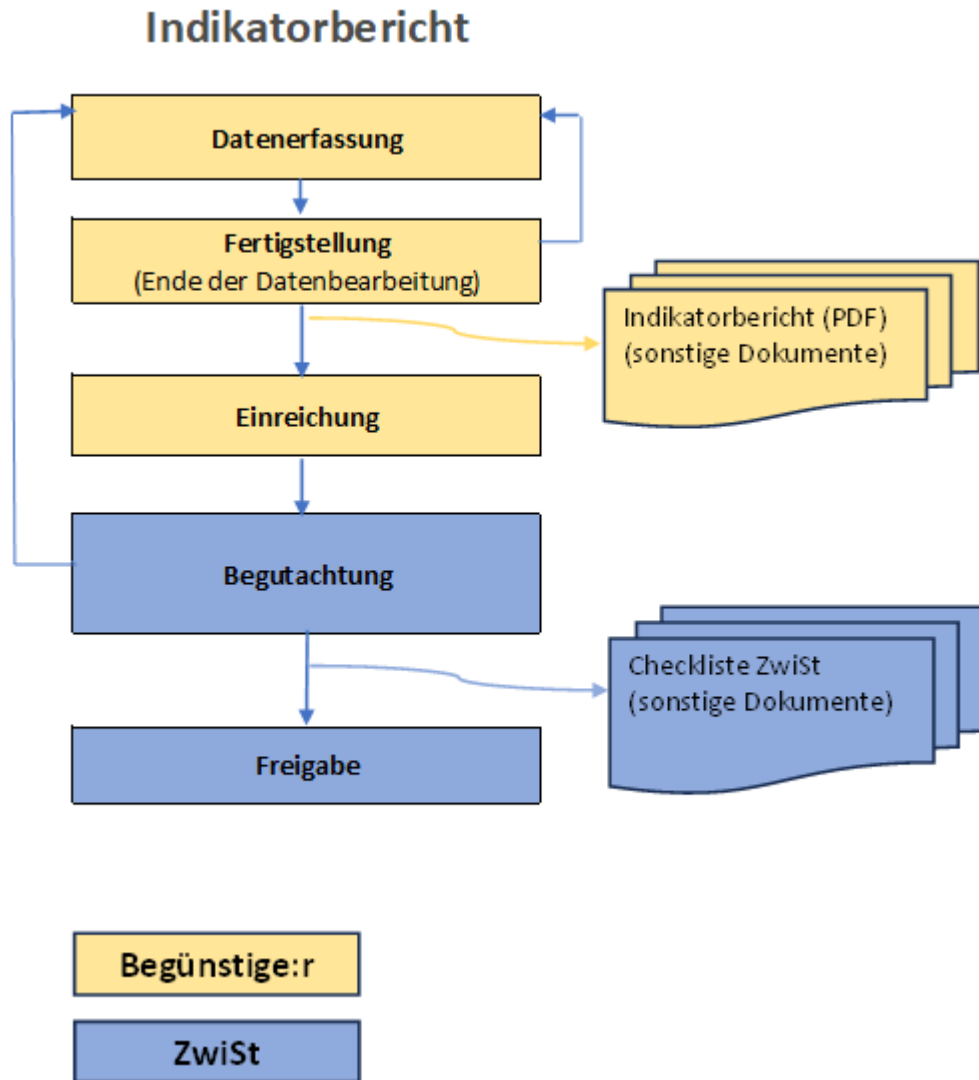 Indikatorbericht
Datenerfassung
Fertigstellung
(Ende der Datenbearbeitung)
Indikatorbericht (PDF)
(sonstige Dokumente)
Einreichung
Begutachtung
Checkliste ZwiSt
(sonstige Dokumente)
Freigabe
Begünstige:r
ZwiSt